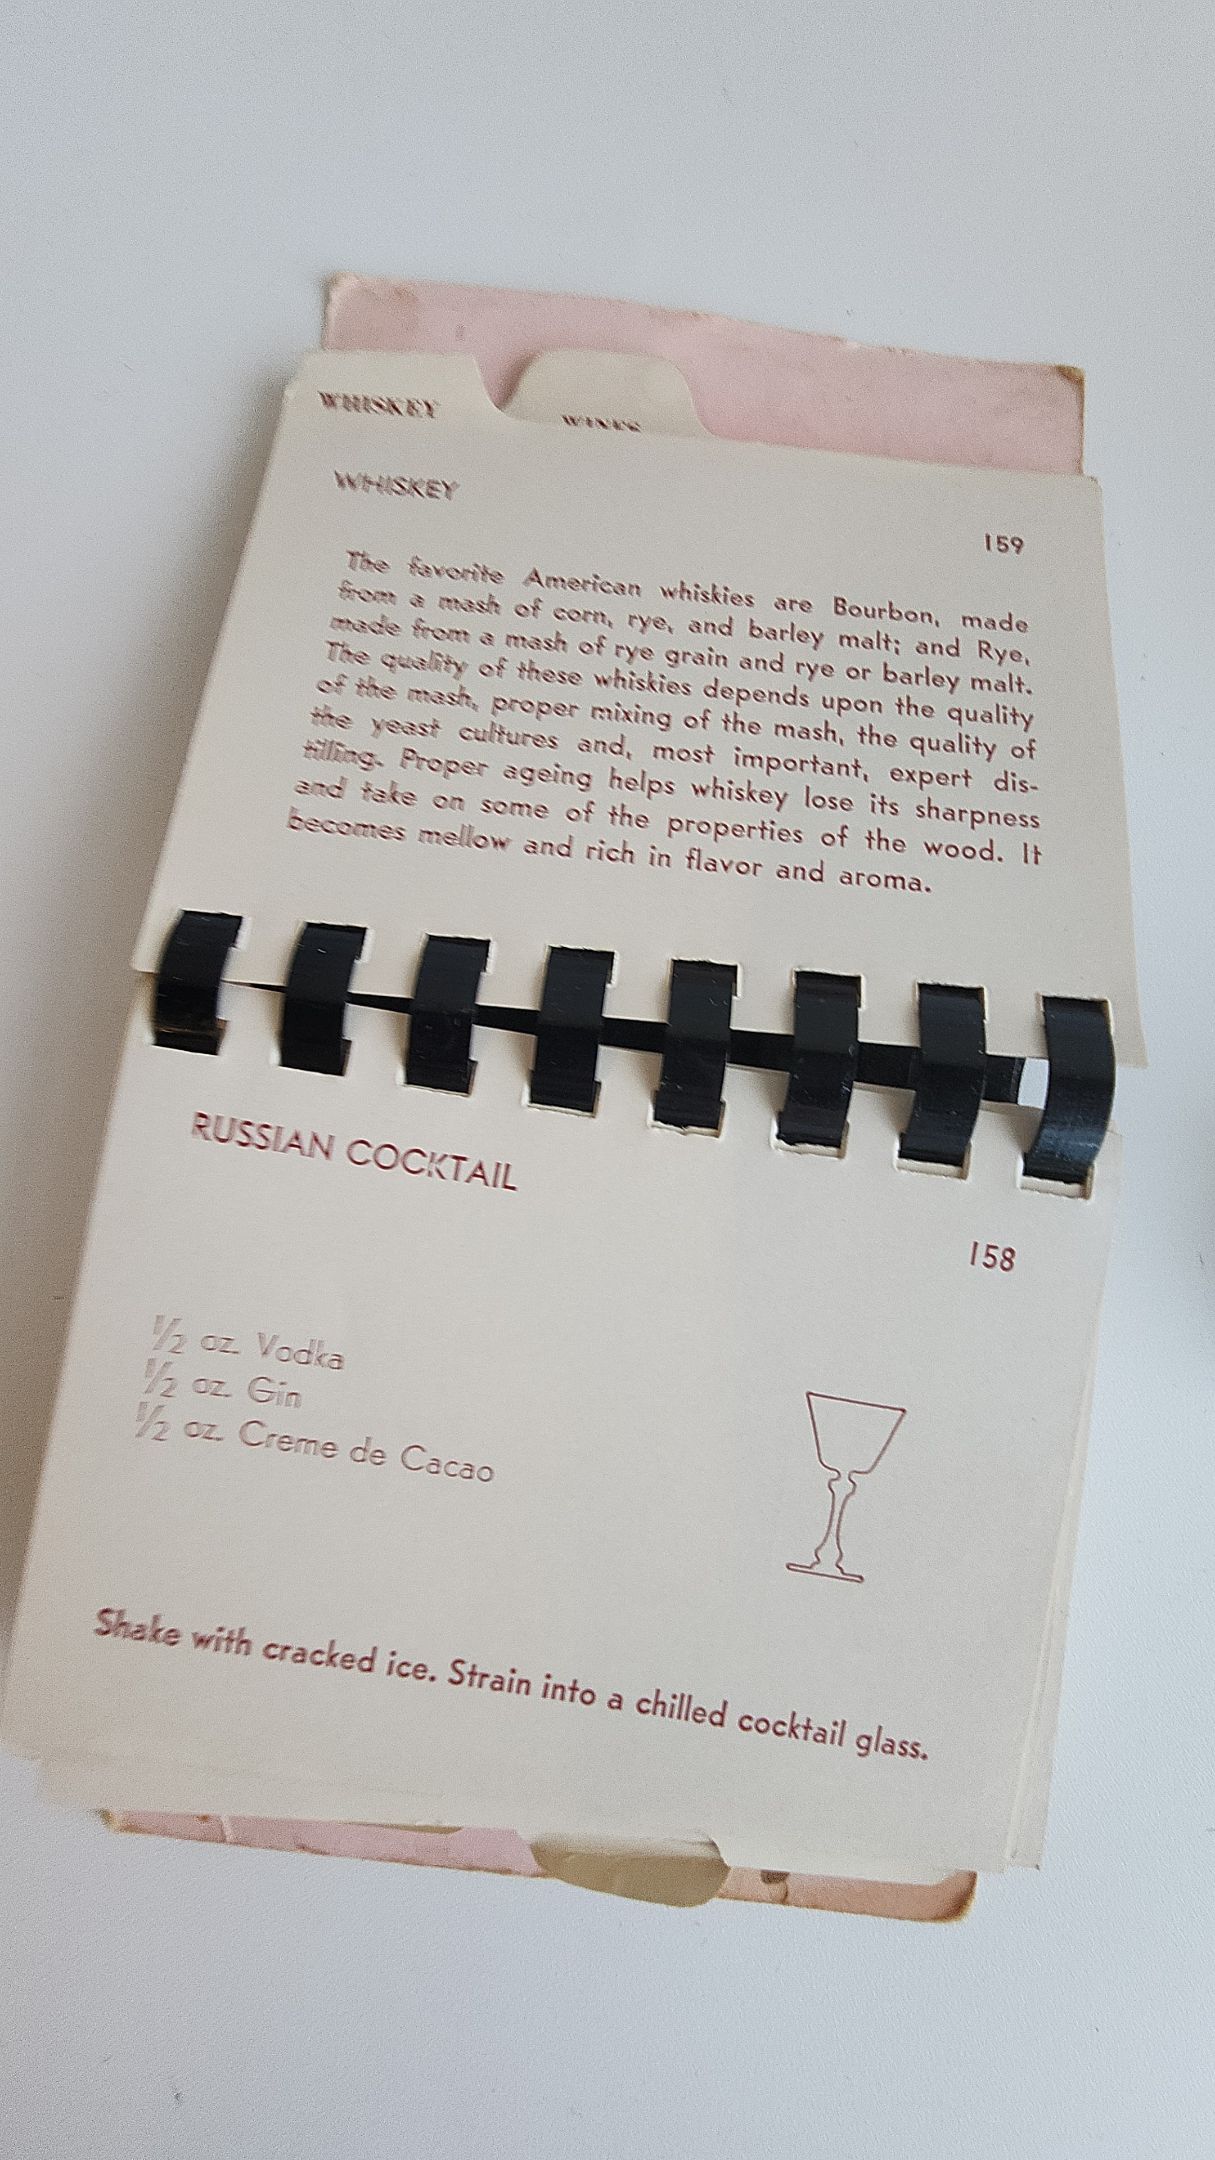 WHISKEY
WINES
WHISKEY
159
The favorite American whiskies are Bourbon, made
from a mash of corn, rye, and barley malt; and Rye,
made from a mash of rye grain and rye or barley malt.
The quality of these whiskies depends upon the quality
of the mash, proper mixing of the mash, the quality of
the yeast cultures and, most important, expert dis-
tilling. Proper ageing helps whiskey lose its sharpness
and take on some of the properties of the wood. It
becomes mellow and rich in flavor and aroma.
RUSSIAN COCKTAIL
158
½ oz. Vodka
½ oz. Gin
½ oz. Creme de Cacao
Shake with cracked ice. Strain into a chilled cocktail glass.